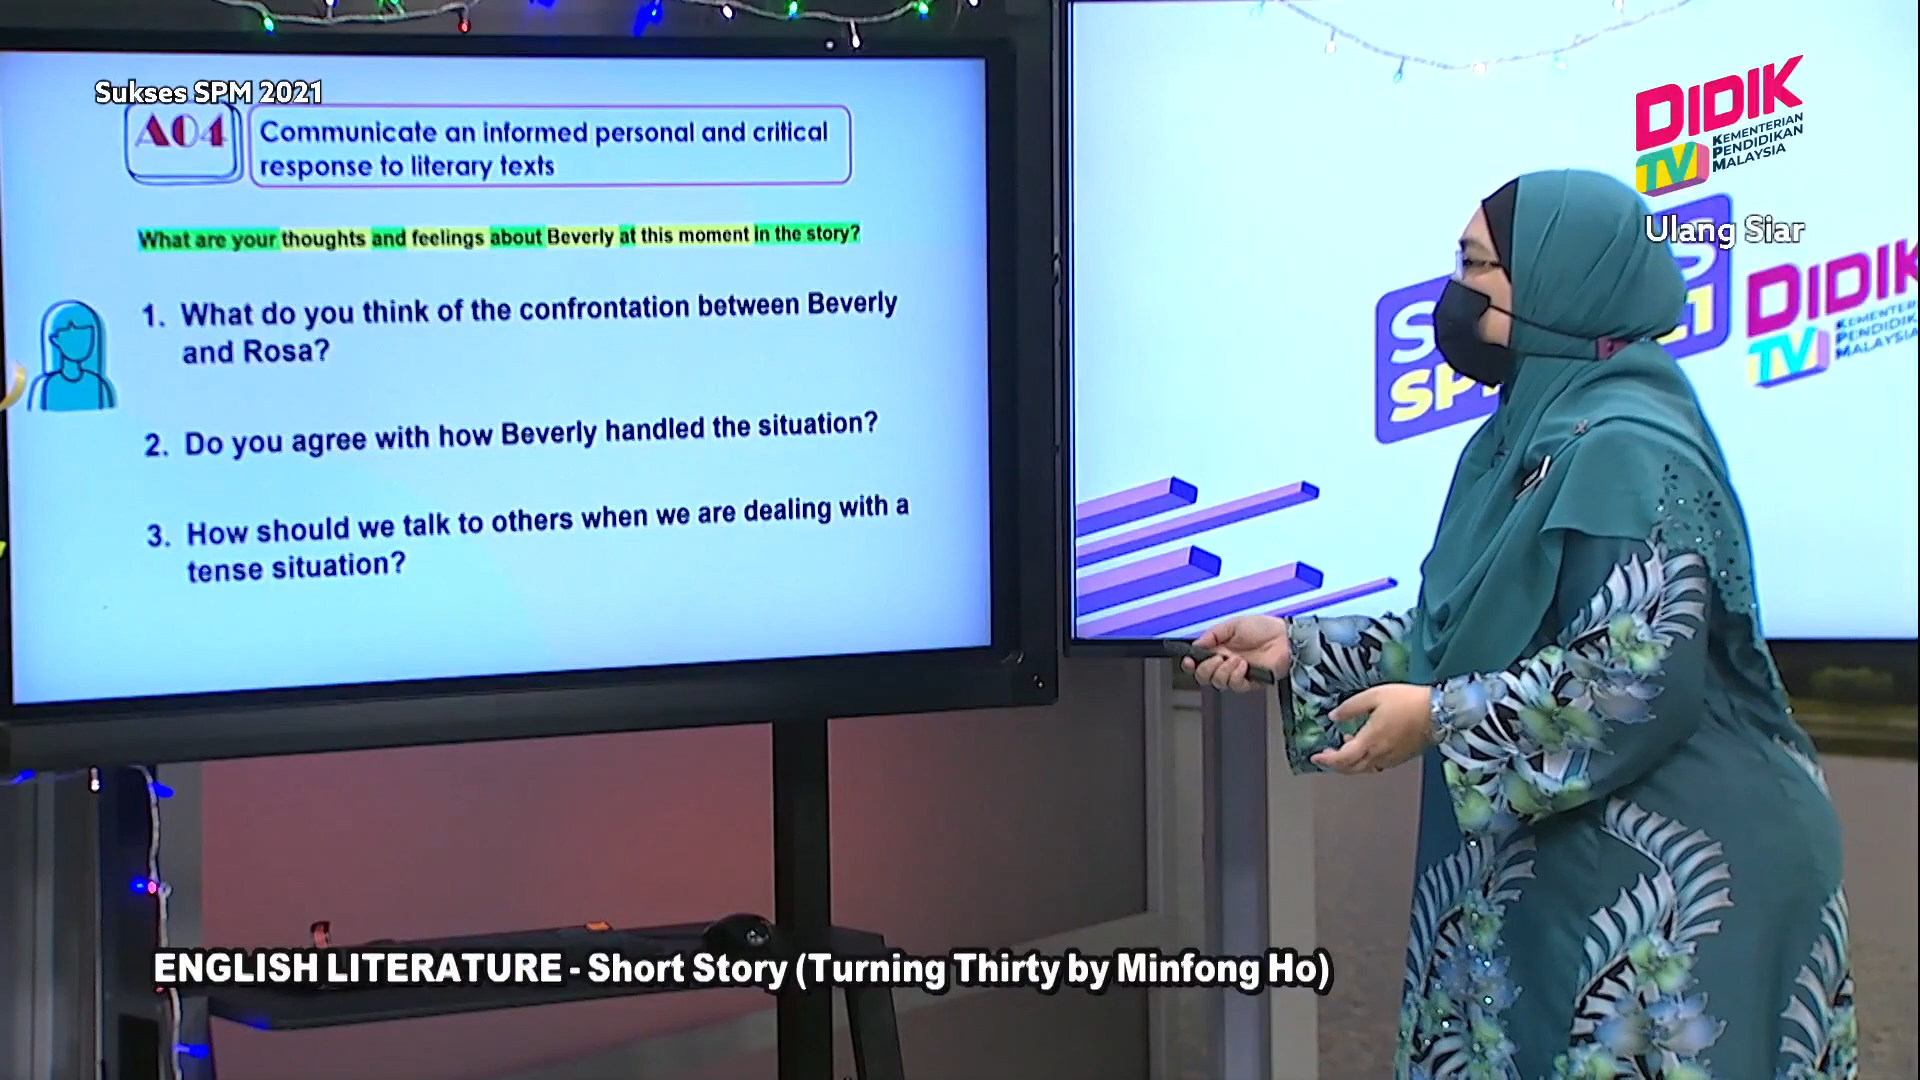 Sukses SPM 2021
AO4
Communicate an informed personal and critical
response to literary texts
What are your thoughts and feelings about Beverly at this moment in the story?
1. What do you think of the confrontation between Beverly
and Rosa?
2. Do you agree with how Beverly handled the situation?
3. How should we talk to others when we are dealing with a
tense situation?
DIDIK
TV
KEMENTERIAN
PENDIDIKAN
MALAYSIA
Ulang Siar
DIDIK
TV
ENGLISH LITERATURE - Short Story (Turning Thirty by Minfong Ho)